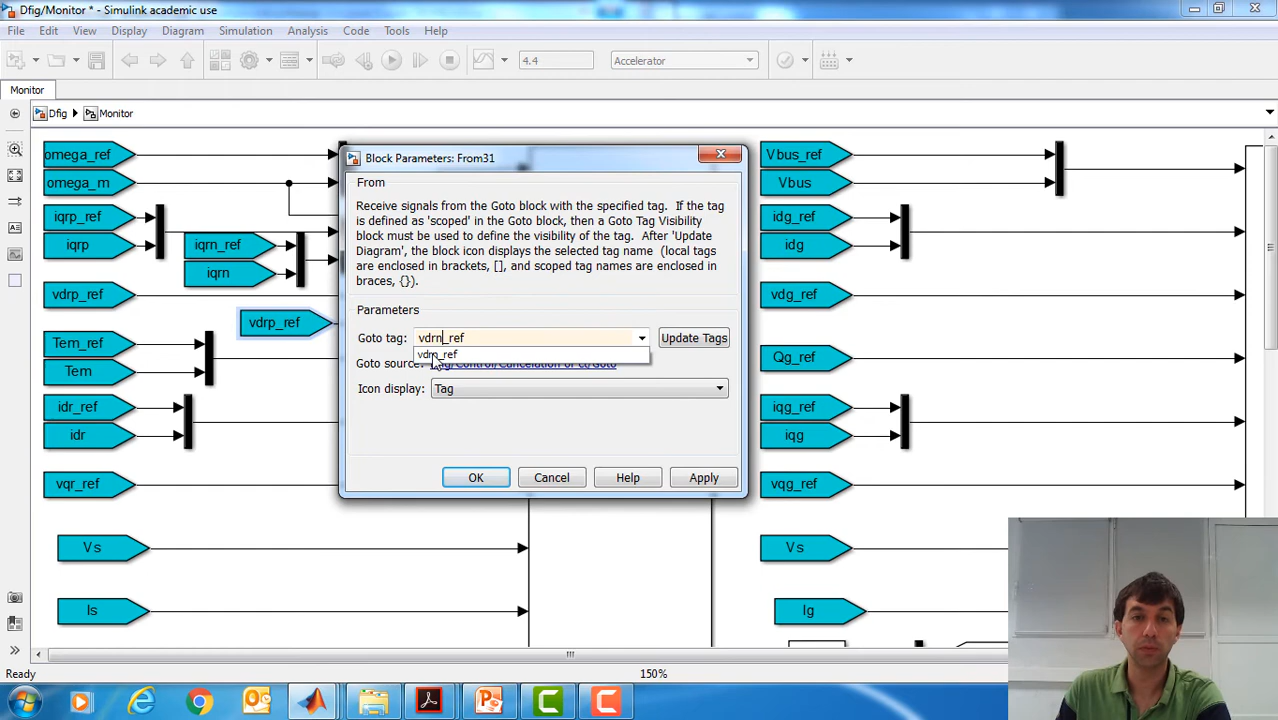 Dfig/Monitor * - Simulink academic use
File Edit View Display Diagram Simulation Analysis Code Tools Help
4.4 Accelerator
Monitor
Dfig Monitor
omega_ref
omega_m
iqrp_ref
iqrp
iqrn_ref
iqrn
vdrp_ref
vdrp_ref
Tem_ref
Tem
idr_ref
idr
vqr_ref
Vs
Is
Block Parameters: From31
From
Receive signals from the Goto block with the specified tag. If the tag
is defined as 'scoped' in the Goto block, then a Goto Tag Visibility
block must be used to define the visibility of the tag. After 'Update
Diagram', the block icon displays the selected tag name (local tags
are enclosed in brackets, [], and scoped tag names are enclosed in
braces, {}).
Parameters
Goto tag: vdrn_ref Update Tags
vdrn_ref
Goto source:
Icon display: Tag
OK Cancel Help Apply
Vbus_ref
Vbus
idg_ref
idg
vdg_ref
Qg_ref
iqg_ref
iqg
vqg_ref
Vs
Ig
Ready 150%